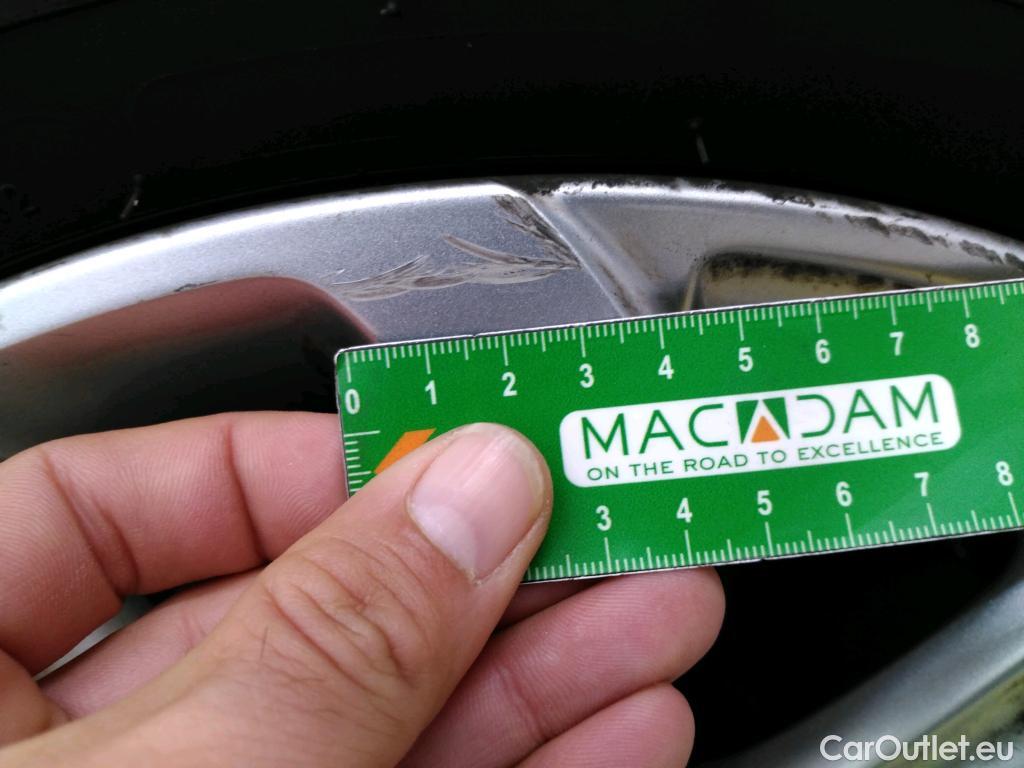 0 1 2 3 4 5 6 7 8
MACADAM
ON THE ROAD TO EXCELLENCE
3 4 5 6 7 8
CarOutlet.eu